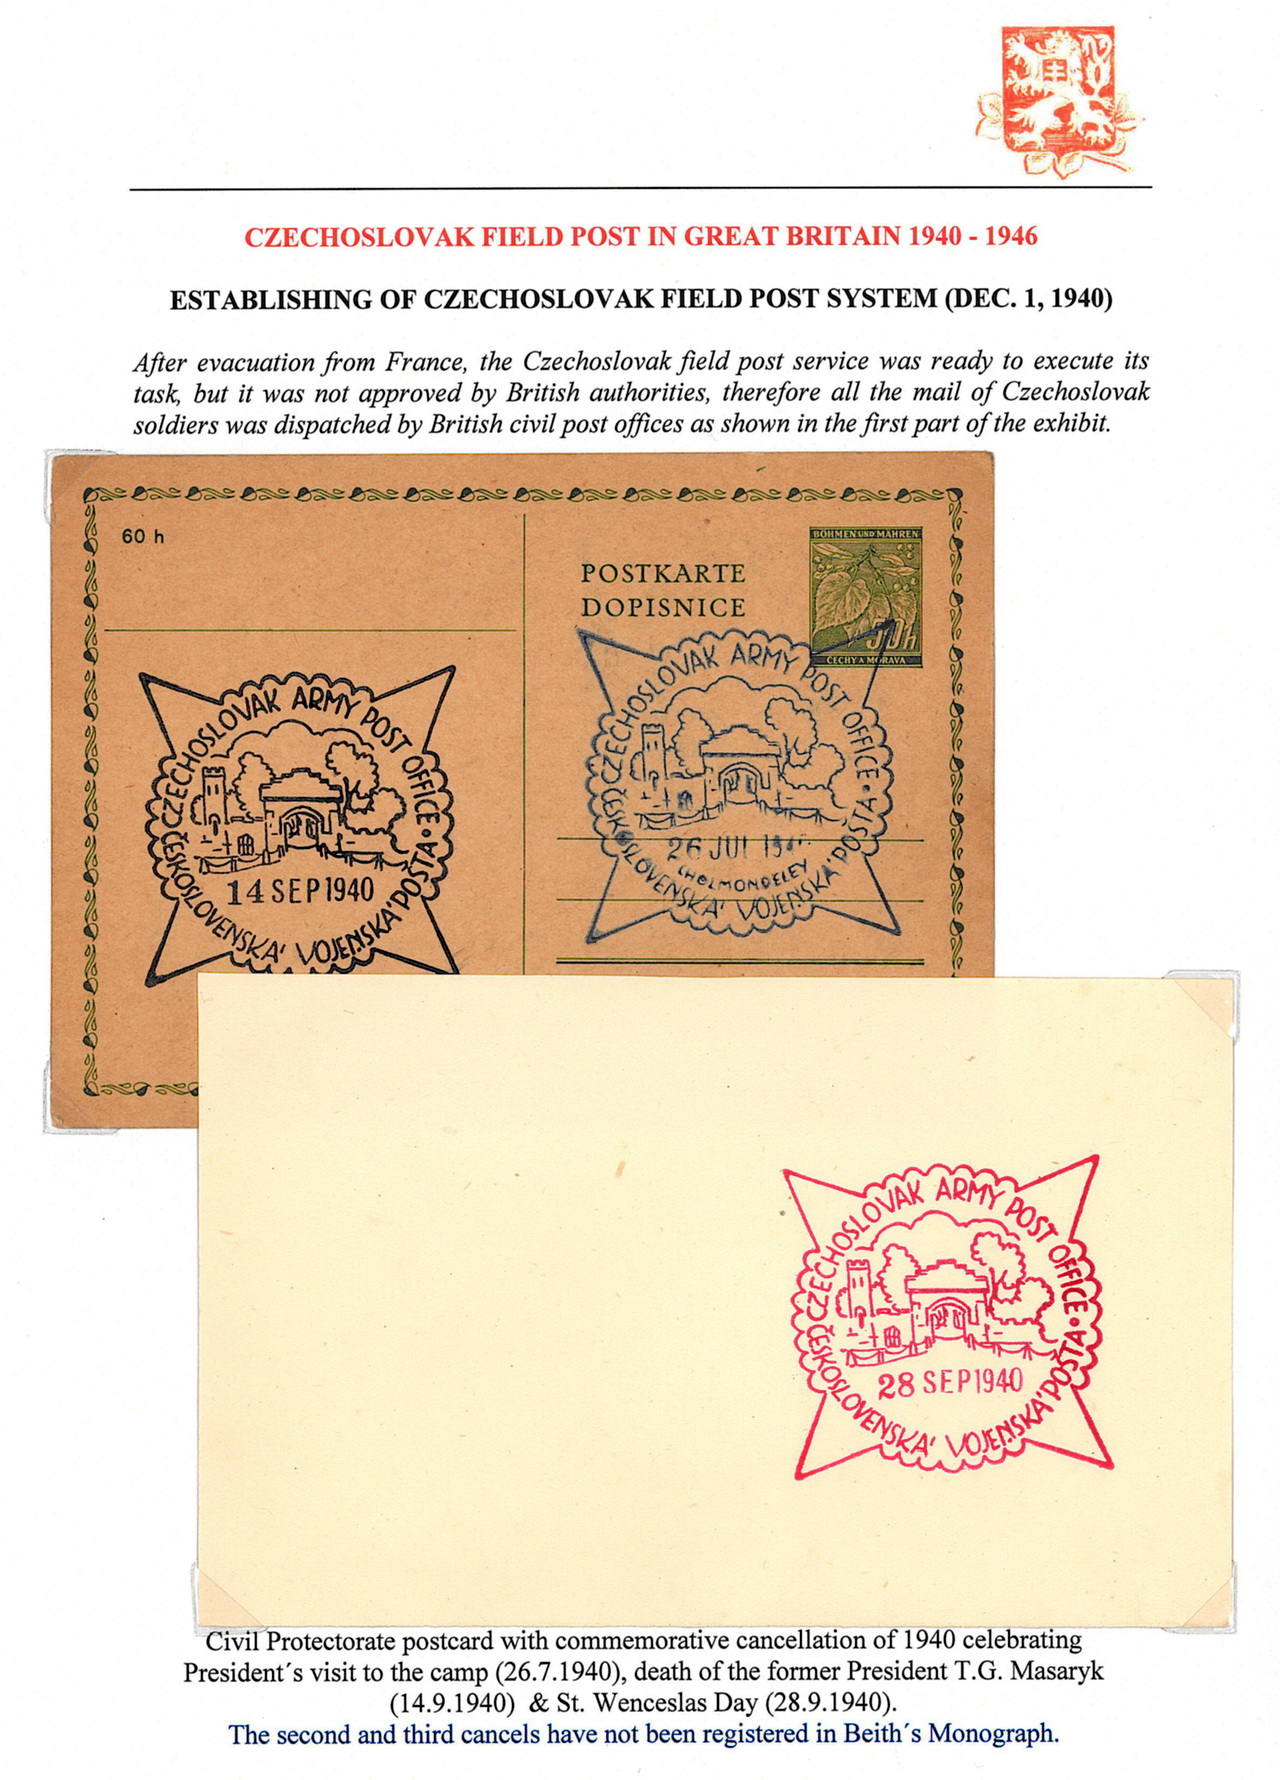 CZECHOSLOVAK FIELD POST IN GREAT BRITAIN 1940 - 1946
ESTABLISHING OF CZECHOSLOVAK FIELD POST SYSTEM (DEC. 1, 1940)
After evacuation from France, the Czechoslovak field post service was ready to execute its
task, but it was not approved by British authorities, therefore all the mail of Czechoslovak
soldiers was dispatched by British civil post offices as shown in the first part of the exhibit.
60 h
POSTKARTE
DOPISNICE
BÖHMEN UND MÄHREN
ČECHY A MORAVA
CZECHOSLOVAK ARMY POST OFFICE
14 SEP 1940
ČESKOSLOVENSKÁ VOJENSKÁ POŠTA
CZECHOSLOVAK ARMY POST OFFICE
26 JUL
CHOLMONDELEY
ČESKOSLOVENSKÁ VOJENSKÁ POŠTA
CZECHOSLOVAK ARMY POST OFFICE
28 SEP 1940
ČESKOSLOVENSKÁ VOJENSKÁ POŠTA
Civil Protectorate postcard with commemorative cancellation of 1940 celebrating
President´s visit to the camp (26.7.1940), death of the former President T.G. Masaryk
(14.9.1940) & St. Wenceslas Day (28.9.1940).
The second and third cancels have not been registered in Beith´s Monograph.